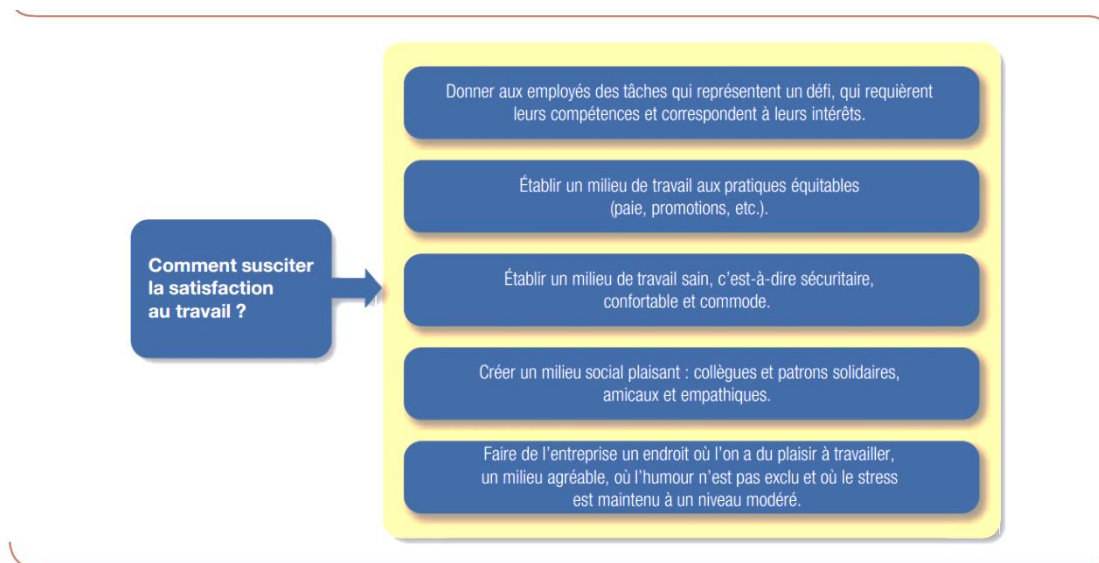 Donner aux employés des tâches qui représentent un défi, qui requièrent
leurs compétences et correspondent à leurs intérêts.
Établir un milieu de travail aux pratiques équitables
(paie, promotions, etc.).
Comment susciter
la satisfaction
au travail ?
Établir un milieu de travail sain, c’est-à-dire sécuritaire,
confortable et commode.
Créer un milieu social plaisant : collègues et patrons solidaires,
amicaux et empathiques.
Faire de l’entreprise un endroit où l’on a du plaisir à travailler,
un milieu agréable, où l’humour n’est pas exclu et où le stress
est maintenu à un niveau modéré.